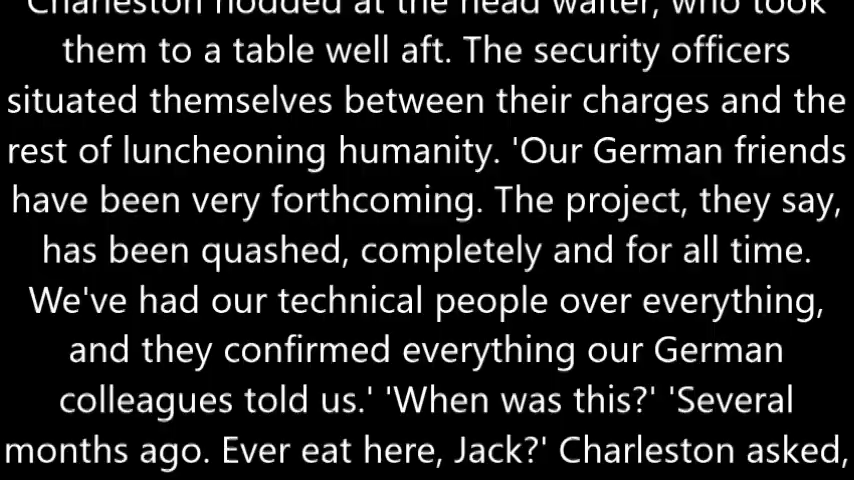 Charleston nodded at the head waiter, who took
them to a table well aft. The security officers
situated themselves between their charges and the
rest of luncheoning humanity. 'Our German friends
have been very forthcoming. The project, they say,
has been quashed, completely and for all time.
We've had our technical people over everything,
and they confirmed everything our German
colleagues told us.' 'When was this?' 'Several
months ago. Ever eat here, Jack?' Charleston asked,